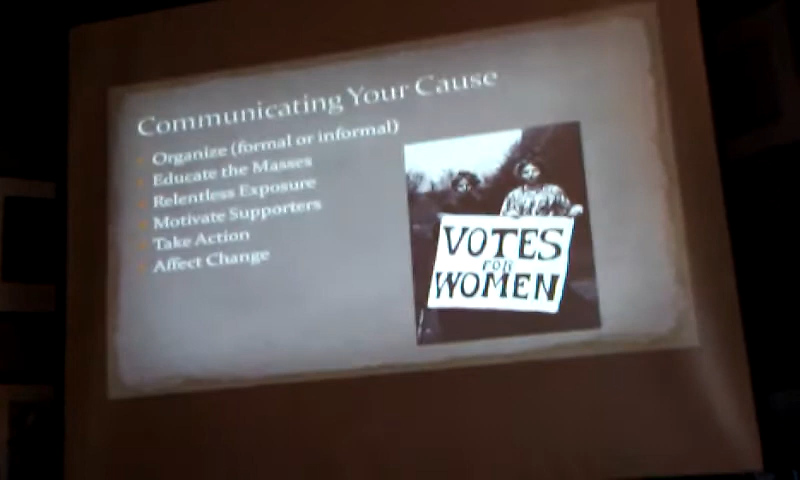 Communicating Your Cause
Organize (formal or informal)
Educate the Masses
Relentless Exposure
Motivate Supporters
Take Action
Affect Change
VOTES
FOR
WOMEN